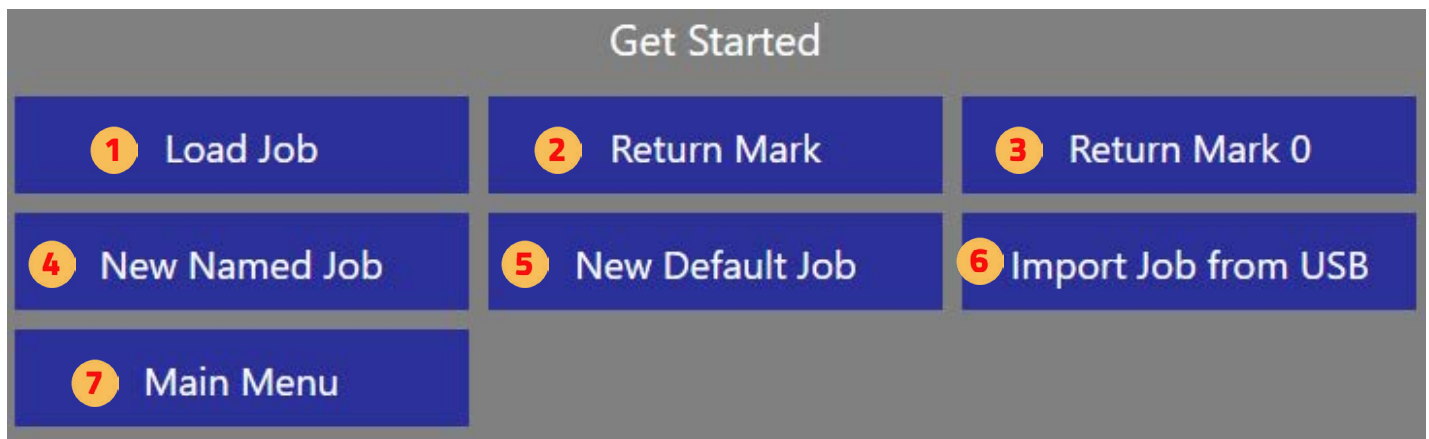 Get Started
1 Load Job
2 Return Mark
3 Return Mark 0
4 New Named Job
5 New Default Job
6 Import Job from USB
7 Main Menu